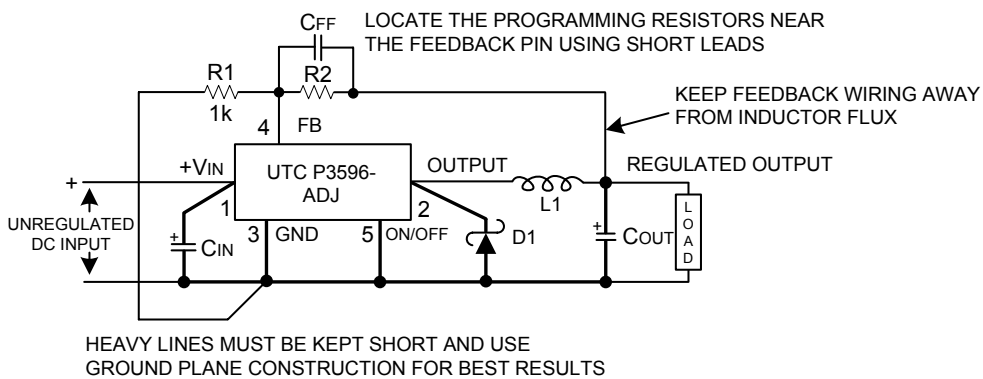 CFF
LOCATE THE PROGRAMMING RESISTORS NEAR
THE FEEDBACK PIN USING SHORT LEADS
R1
R2
1k
KEEP FEEDBACK WIRING AWAY
FROM INDUCTOR FLUX
4
FB
+VIN
UTC P3596-
ADJ
OUTPUT
REGULATED OUTPUT
+
UNREGULATED
DC INPUT
1
2
L1
+
CIN
3
GND
5
ON/OFF
D1
+
COUT
LOAD
HEAVY LINES MUST BE KEPT SHORT AND USE
GROUND PLANE CONSTRUCTION FOR BEST RESULTS